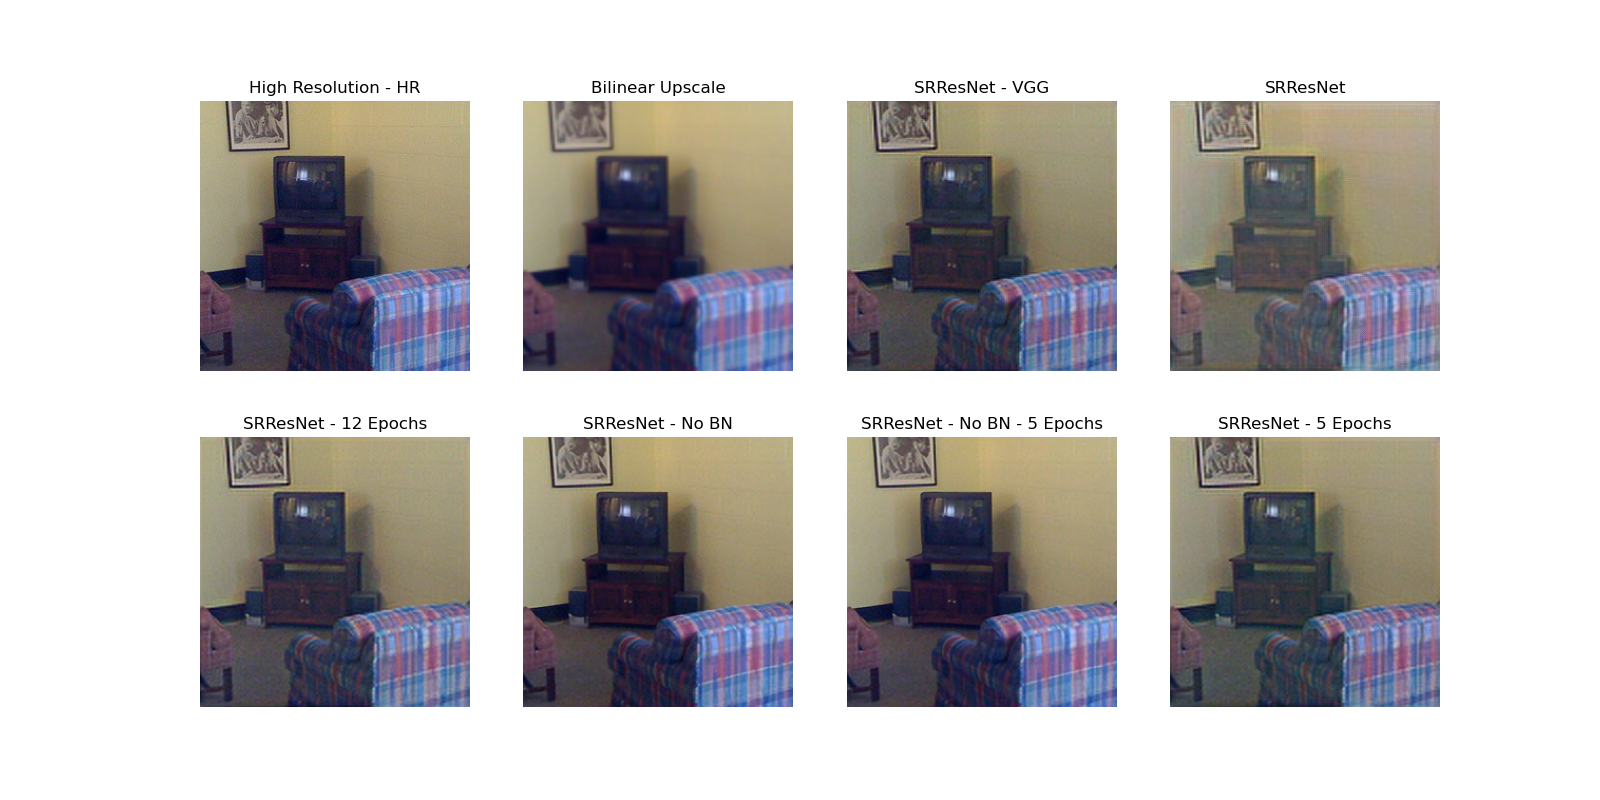 High Resolution - HR
Bilinear Upscale
SRResNet - VGG
SRResNet
SRResNet - 12 Epochs
SRResNet - No BN
SRResNet - No BN - 5 Epochs
SRResNet - 5 Epochs